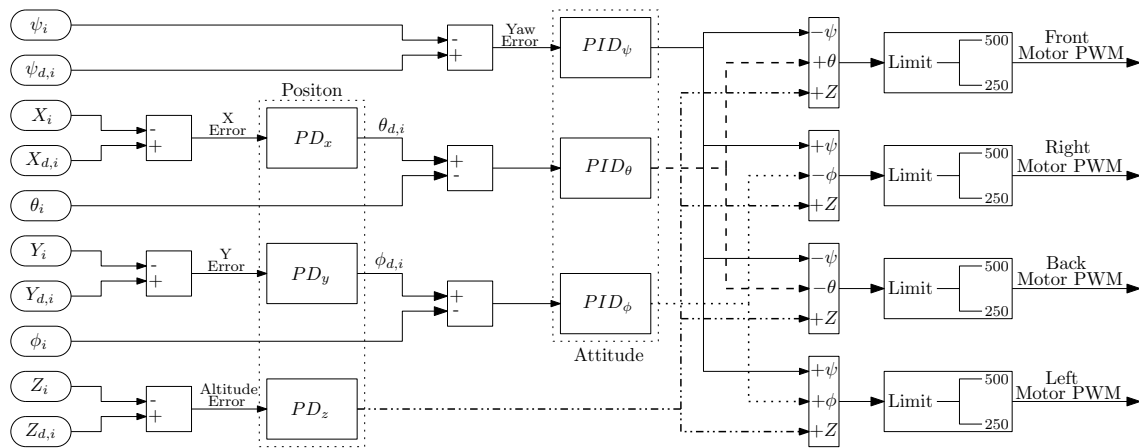 ψ_i
ψ_{d,i}
-
+
Yaw
Error
PID_ψ
X_i
X_{d,i}
-
+
X
Error
Positon
PD_x
θ_{d,i}
θ_i
+
-
PID_θ
Y_i
Y_{d,i}
-
+
Y
Error
PD_y
ϕ_{d,i}
ϕ_i
+
-
PID_ϕ
Attitude
Z_i
Z_{d,i}
-
+
Altitude
Error
PD_z
−ψ
+θ
+Z
Limit
500
250
Front
Motor PWM
+ψ
−ϕ
+Z
Limit
500
250
Right
Motor PWM
−ψ
−θ
+Z
Limit
500
250
Back
Motor PWM
+ψ
+ϕ
+Z
Limit
500
250
Left
Motor PWM